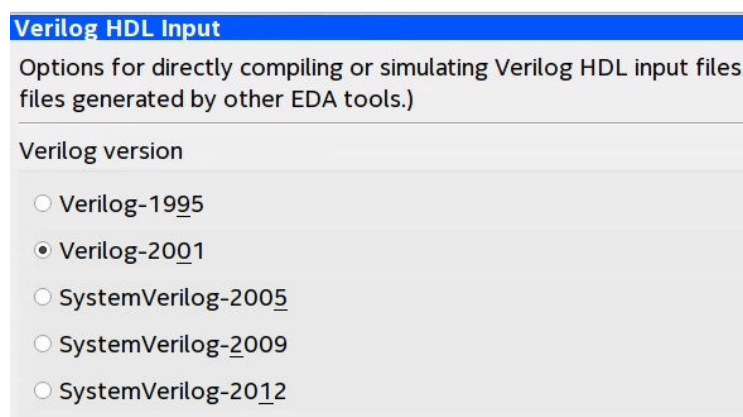 Verilog HDL Input
Options for directly compiling or simulating Verilog HDL input files
files generated by other EDA tools.)
Verilog version
Verilog-1995
Verilog-2001
SystemVerilog-2005
SystemVerilog-2009
SystemVerilog-2012